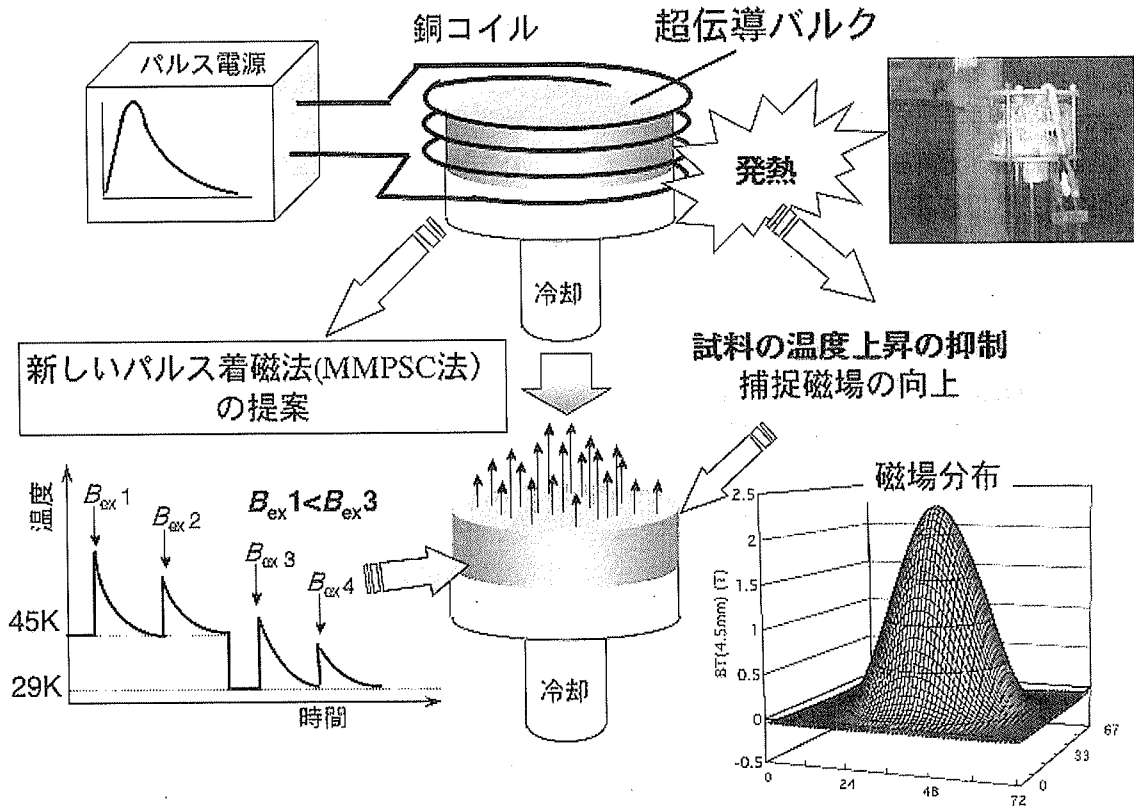 銅コイル
超伝導バルク
パルス電源
発熱
冷却
新しいパルス着磁法(MMPSC法)
の提案
試料の温度上昇の抑制
捕捉磁場の向上
温度
Bex1
Bex2
Bex1<Bex3
Bex3
Bex4
45K
29K
時間
冷却
磁場分布
2.5
2
1.5
1
0.5
0
-0.5
BT(4.5mm) (T)
0
24
48
72
0
33
67